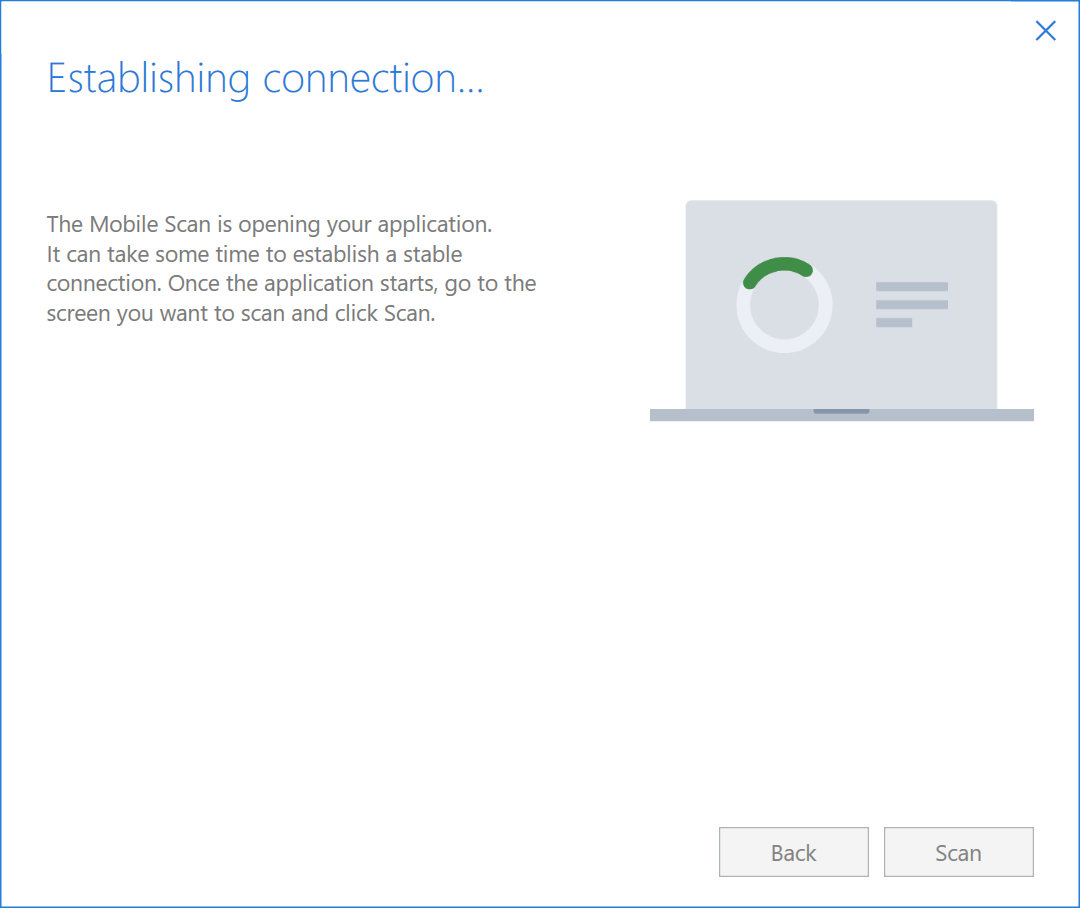 Establishing connection...
The Mobile Scan is opening your application.
It can take some time to establish a stable
connection. Once the application starts, go to the
screen you want to scan and click Scan.
Back
Scan